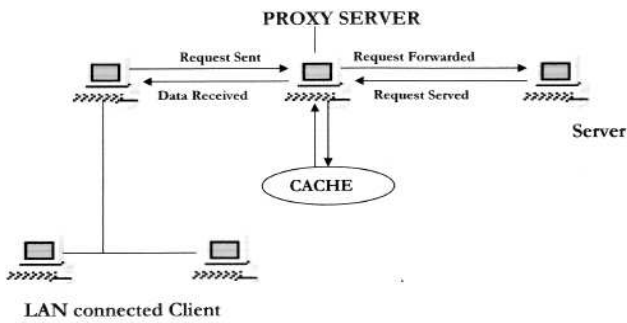 PROXY SERVER
Request Sent
Request Forwarded
Data Received
Request Served
Server
CACHE
LAN connected Client